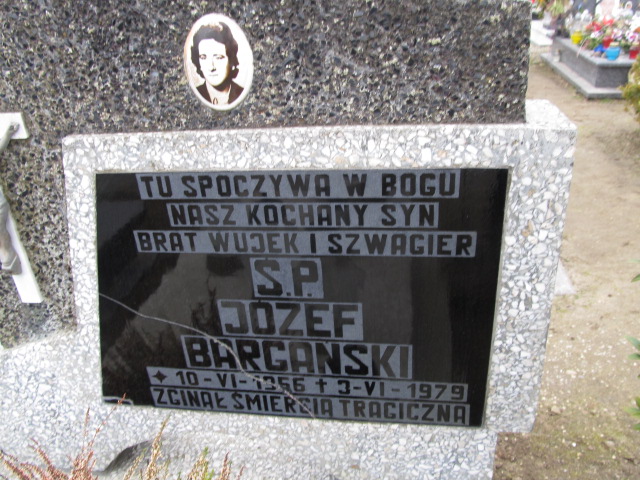 TU SPOCZYWA W BOGU
NASZ KOCHANY SYN
BRAT WUJEK I SZWAGIER
Ś.P.
JÓZEF
BARGAŃSKI
10-VI-1956 3-VI-1979
ZGINĄŁ ŚMIERCIĄ TRAGICZNĄ